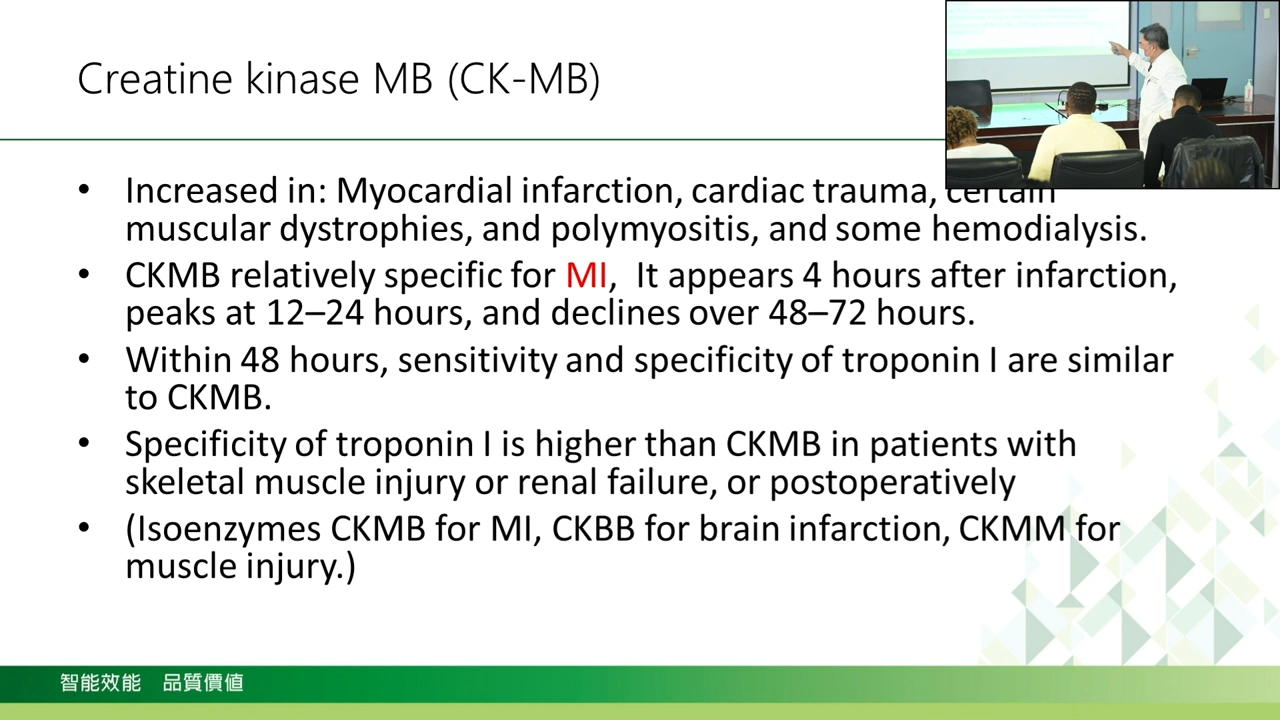 Creatine kinase MB (CK-MB)
• Increased in: Myocardial infarction, cardiac trauma, certain
muscular dystrophies, and polymyositis, and some hemodialysis.
• CKMB relatively specific for MI, It appears 4 hours after infarction,
peaks at 12–24 hours, and declines over 48–72 hours.
• Within 48 hours, sensitivity and specificity of troponin I are similar
to CKMB.
• Specificity of troponin I is higher than CKMB in patients with
skeletal muscle injury or renal failure, or postoperatively
• (Isoenzymes CKMB for MI, CKBB for brain infarction, CKMM for
muscle injury.)
智能效能 品質價值